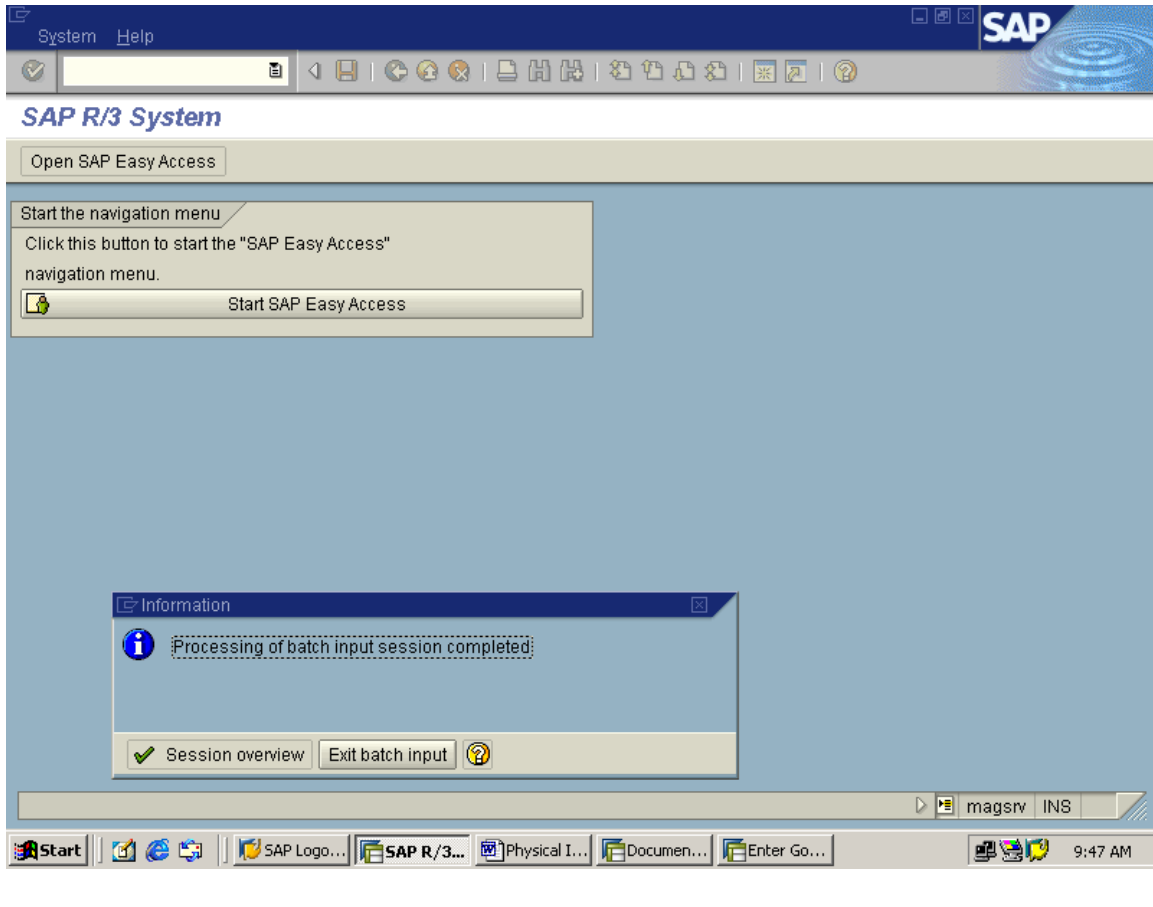 System Help
SAP
SAP R/3 System
Open SAP Easy Access
Start the navigation menu
Click this button to start the "SAP Easy Access"
navigation menu.
Start SAP Easy Access
Information
Processing of batch input session completed
Session overview Exit batch input
magsrv INS
Start SAP Logo... SAP R/3... Physical I... Documen... Enter Go... 9:47 AM